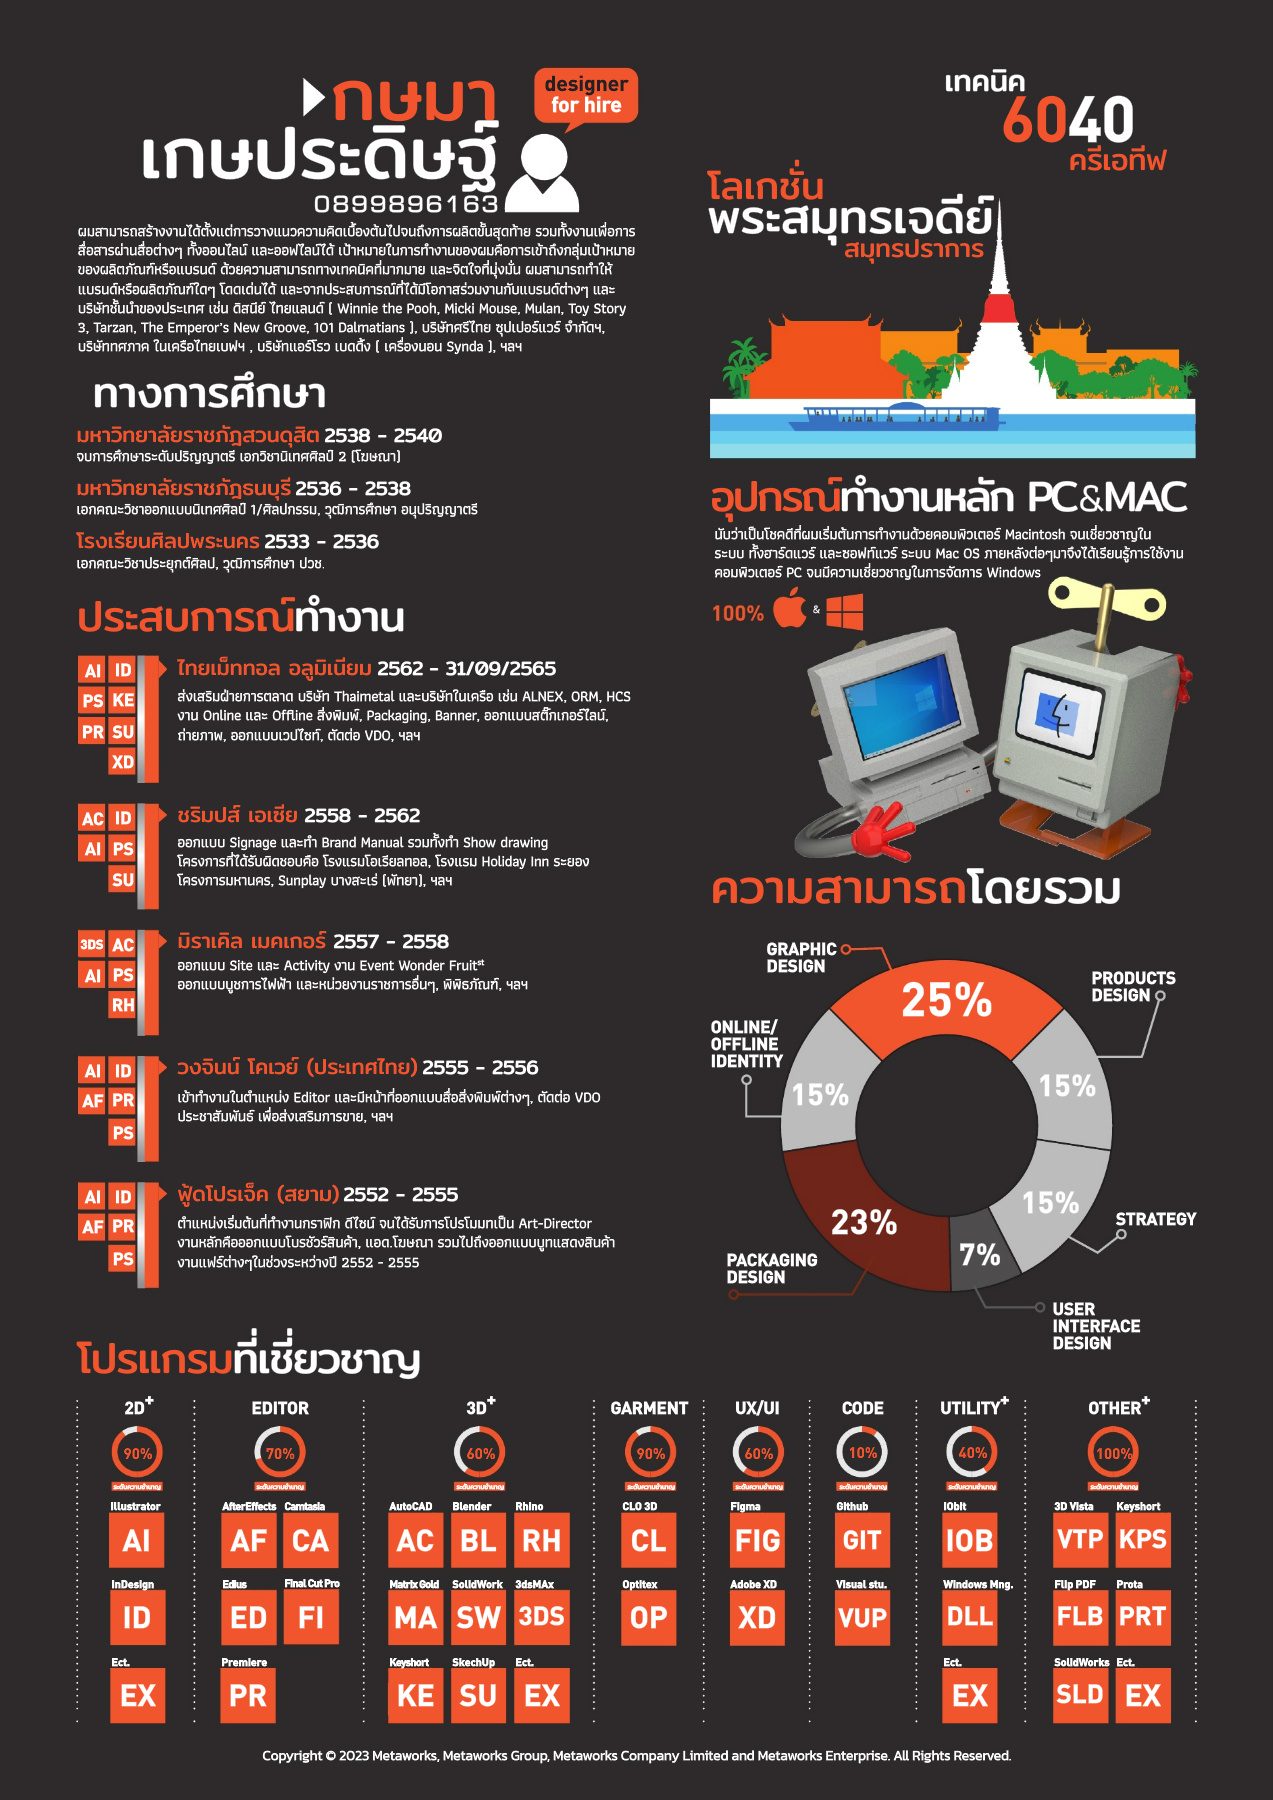 กษมา
เกษประดิษฐ์
0899896163
designer
for hire
ผมสามารถสร้างงานได้ตั้งแต่การวางแนวความคิดเบื้องต้นไปจนถึงการผลิตขั้นสุดท้าย รวมทั้งงานเพื่อการ
สื่อสารผ่านสื่อต่างๆ ทั้งออนไลน์ และออฟไลน์ได้ เป้าหมายในการทำงานของผมคือการเข้าถึงกลุ่มเป้าหมาย
ของผลิตภัณฑ์หรือแบรนด์ ด้วยความสามารถทางเทคนิคที่มากมาย และจิตใจที่มุ่งมั่น ผมสามารถทำให้
แบรนด์หรือผลิตภัณฑ์ใดๆ โดดเด่นได้ และจากประสบการณ์ที่ได้มีโอกาสร่วมงานกับแบรนด์ต่างๆ และ
บริษัทชั้นนำของประเทศ เช่น ดิสนีย์ ไทยแลนด์ ( Winnie the Pooh, Micki Mouse, Mulan, Toy Story
3, Tarzan, The Emperor's New Groove, 101 Dalmatians ), บริษัทศรีไทย ซุปเปอร์แวร์ จำกัดฯ,
บริษัททศภาค ในเครือไทยเบฟฯ , บริษัทแอร์โรว เบดดิ้ง ( เครื่องนอน Synda ), ฯลฯ
ทางการศึกษา
มหาวิทยาลัยราชภัฎสวนดุสิต 2538 - 2540
จบการศึกษาระดับปริญญาตรี เอกวิชานิเทศศิลป์ 2 (โฆษณา)
มหาวิทยาลัยราชภัฎธนบุรี 2536 - 2538
เอกคณะวิชาออกแบบนิเทศศิลป์ 1/ศิลปกรรม, วุฒิการศึกษา อนุปริญญาตรี
โรงเรียนศิลปพระนคร 2533 - 2536
เอกคณะวิชาประยุกต์ศิลป, วุฒิการศึกษา ปวช.
ประสบการณ์ทำงาน
AI ID
PS KE
PR SU
XD
ไทยเม็ททอล อลูมิเนียม 2562 - 31/09/2565
ส่งเสริมฝ่ายการตลาด บริษัท Thaimetal และบริษัทในเครือ เช่น ALNEX, ORM, HCS
งาน Online และ Offline สิ่งพิมพ์, Packaging, Banner, ออกแบบสติ๊กเกอร์ไลน์,
ถ่ายภาพ, ออกแบบเวปไซท์, ตัดต่อ VDO, ฯลฯ
AC ID
AI PS
SU
ชริมปส์ เอเชีย 2558 - 2562
ออกแบบ Signage และทำ Brand Manual รวมทั้งทำ Show drawing
โครงการที่ได้รับผิดชอบคือ โรงแรมโอเรียลทอล, โรงแรม Holiday Inn ระยอง
โครงการมหานคร, Sunplay บางสะเร่ (พัทยา), ฯลฯ
3DS AC
AI PS
RH
มิราเคิล เมคเกอร์ 2557 - 2558
ออกแบบ Site และ Activity งาน Event Wonder Fruitst
ออกแบบบูชการไฟฟ้า และหน่วยงานราชการอื่นๆ, พิพิธภัณฑ์, ฯลฯ
AI ID
AF PR
PS
วงจินน์ โคเวย์ (ประเทศไทย) 2555 - 2556
เข้าทำงานในตำแหน่ง Editor และมีหน้าที่ออกแบบสื่อสิ่งพิมพ์ต่างๆ, ตัดต่อ VDO
ประชาสัมพันธ์ เพื่อส่งเสริมการขาย, ฯลฯ
AI ID
AF PR
PS
ฟู้ดโปรเจ็ค (สยาม) 2552 - 2555
ตำแหน่งเริ่มต้นที่ทำงานกราฟิก ดีไซน์ จนได้รับการโปรโมมทเป็น Art-Director
งานหลักคือออกแบบโบรชัวร์สินค้า, แอด.โฆษณา รวมไปถึงออกแบบบูทแสดงสินค้า
งานแฟร์ต่างๆในช่วงระหว่างปี 2552 - 2555
เทคนิค
6040
ครีเอทีฟ
โลเกชั่น
พระสมุทรเจดีย์
สมุทรปราการ
อุปกรณ์ทำงานหลัก PC&MAC
นับว่าเป็นโชคดีที่ผมเริ่มต้นการทำงานด้วยคอมพิวเตอร์ Macintosh จนเชี่ยวชาญใน
ระบบ ทั้งฮาร์ดแวร์ และซอฟท์แวร์ ระบบ Mac OS ภายหลังต่อๆมาจึงได้เรียนรู้การใช้งาน
คอมพิวเตอร์ PC จนมีความเชี่ยวชาญในการจัดการ Windows
100% &
ความสามารถโดยรวม
GRAPHIC
DESIGN
25%
PRODUCTS
DESIGN
15%
ONLINE/
OFFLINE
IDENTITY
15%
15%
STRATEGY
23%
PACKAGING
DESIGN
7%
USER
INTERFACE
DESIGN
โปรแกรมที่เชี่ยวชาญ
2D+ EDITOR 3D+ GARMENT UX/UI CODE UTILITY+ OTHER+
90% 70% 60% 90% 60% 10% 40% 100%
ระดับความชำนาญ ระดับความชำนาญ ระดับความชำนาญ ระดับความชำนาญ ระดับความชำนาญ ระดับความชำนาญ ระดับความชำนาญ ระดับความชำนาญ
Illustrator AfterEffects Camtasia AutoCAD Blender Rhino CLO 3D Figma Github IObit 3D Vista Keyshort
AI AF CA AC BL RH CL FIG GIT IOB VTP KPS
InDesign Edius Final Cut Pro Matrix Gold SolidWork 3dsMAx Optitex Adobe XD Visual stu. Windows Mng. Flip PDF Prota
ID ED FI MA SW 3DS OP XD VUP DLL FLB PRT
Ect. Premiere Keyshort SkechUp Ect. Ect. SolidWorks Ect.
EX PR KE SU EX EX SLD EX
Copyright © 2023 Metaworks, Metaworks Group, Metaworks Company Limited and Metaworks Enterprise. All Rights Reserved.